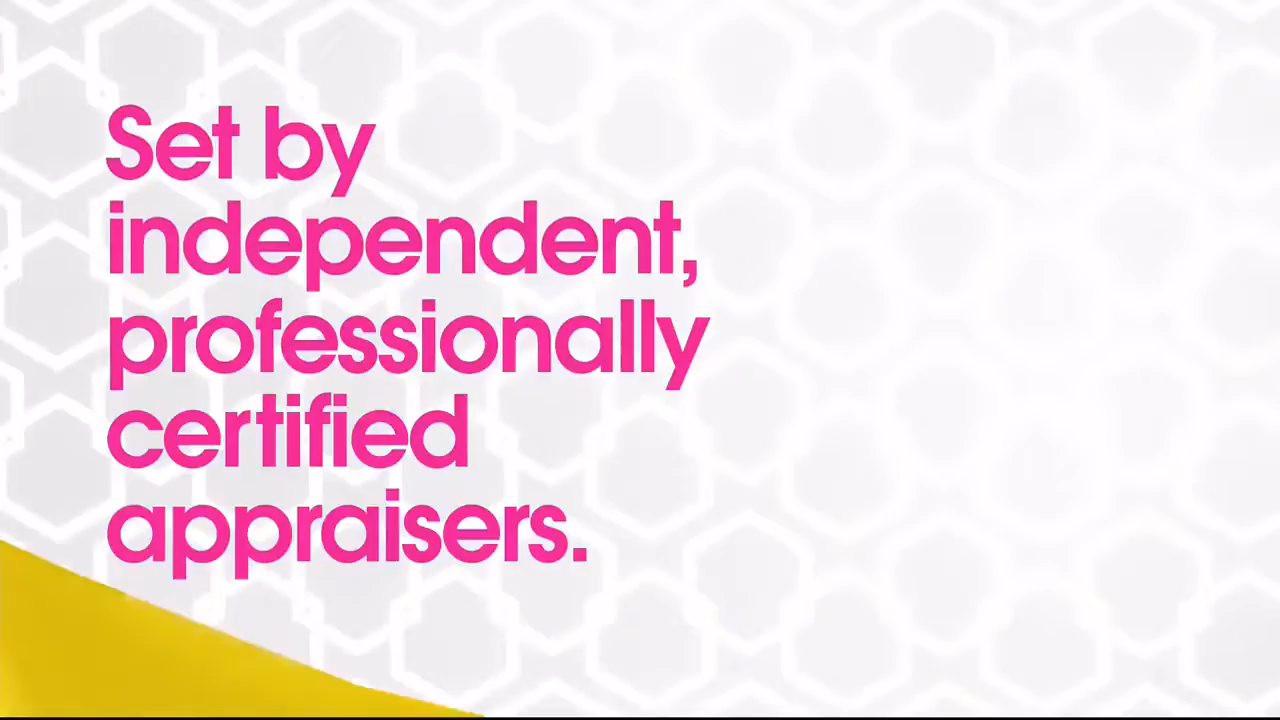 Set by
independent,
professionally
certified
appraisers.